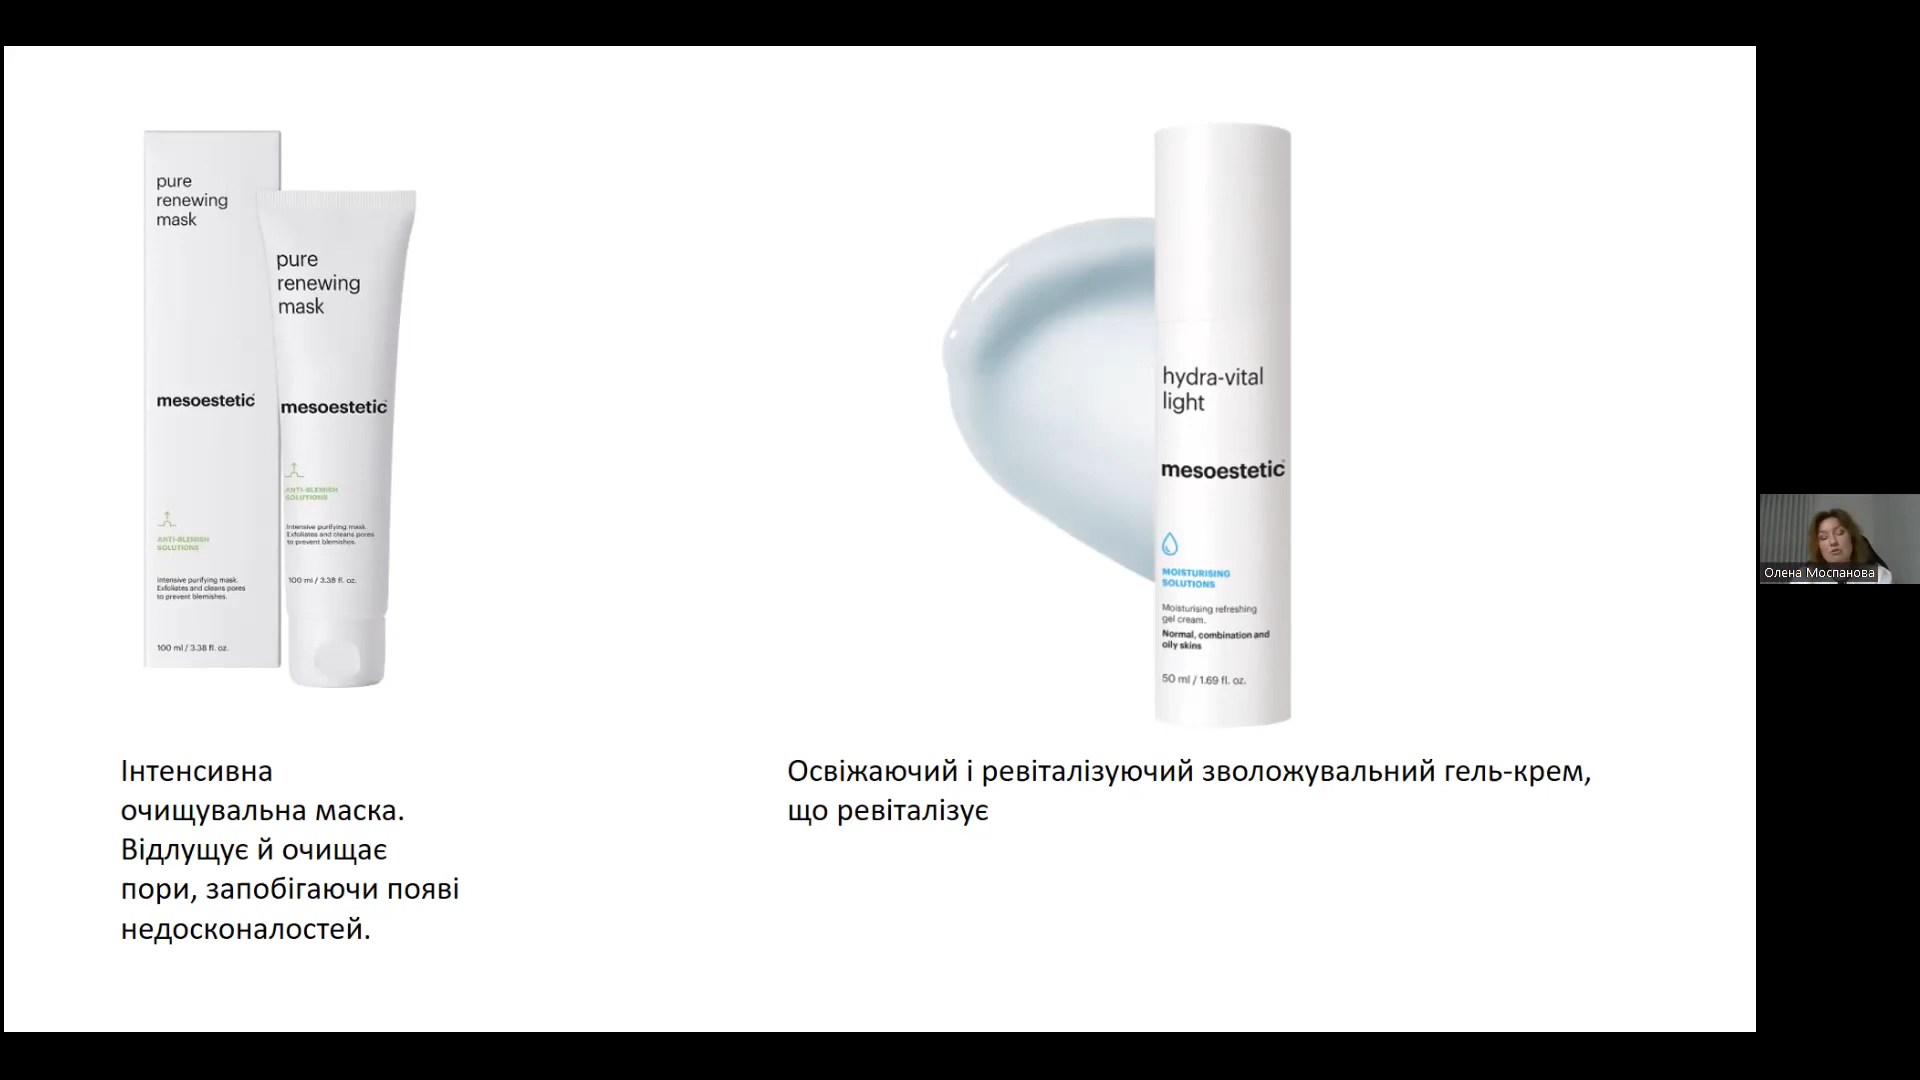 pure
renewing
mask
mesoestetic
ANTI-BLEMISH
SOLUTIONS
Intensive purifying mask.
Exfoliates and cleans pores
to prevent blemishes.
100 ml / 3.38 fl. oz.
pure
renewing
mask
mesoestetic
ANTI-BLEMISH
SOLUTIONS
Intensive purifying mask.
Exfoliates and cleans pores
to prevent blemishes.
100 ml / 3.38 fl. oz.
hydra-vital
light
mesoestetic
MOISTURISING
SOLUTIONS
Moisturising refreshing
gel cream.
Normal, combination and
oily skins
50 ml / 1.69 fl. oz.
Інтенсивна
очищувальна маска.
Відлущує й очищає
пори, запобігаючи появі
недосконалостей.
Освіжаючий і ревіталізуючий зволожувальний гель-крем,
що ревіталізує
Олена Моспанова